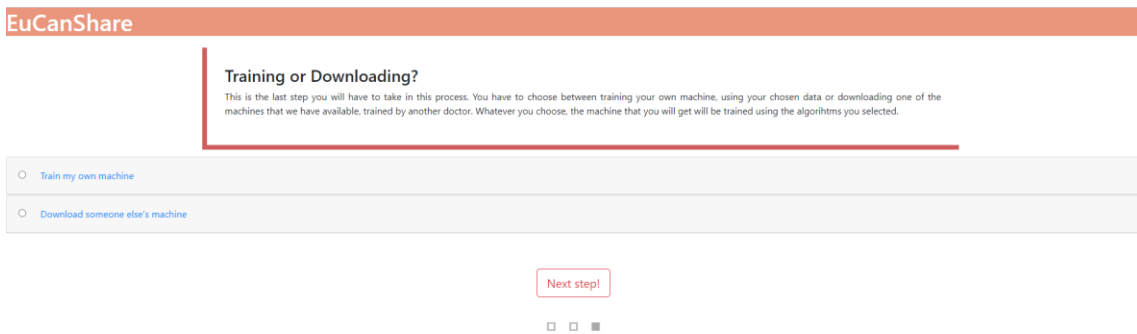 EuCanShare
Training or Downloading?
This is the last step you will have to take in this process. You have to choose between training your own machine, using your chosen data or downloading one of the
machines that we have available, trained by another doctor. Whatever you choose, the machine that you will get will be trained using the algorihtms you selected.
Train my own machine
Download someone else's machine
Next step!